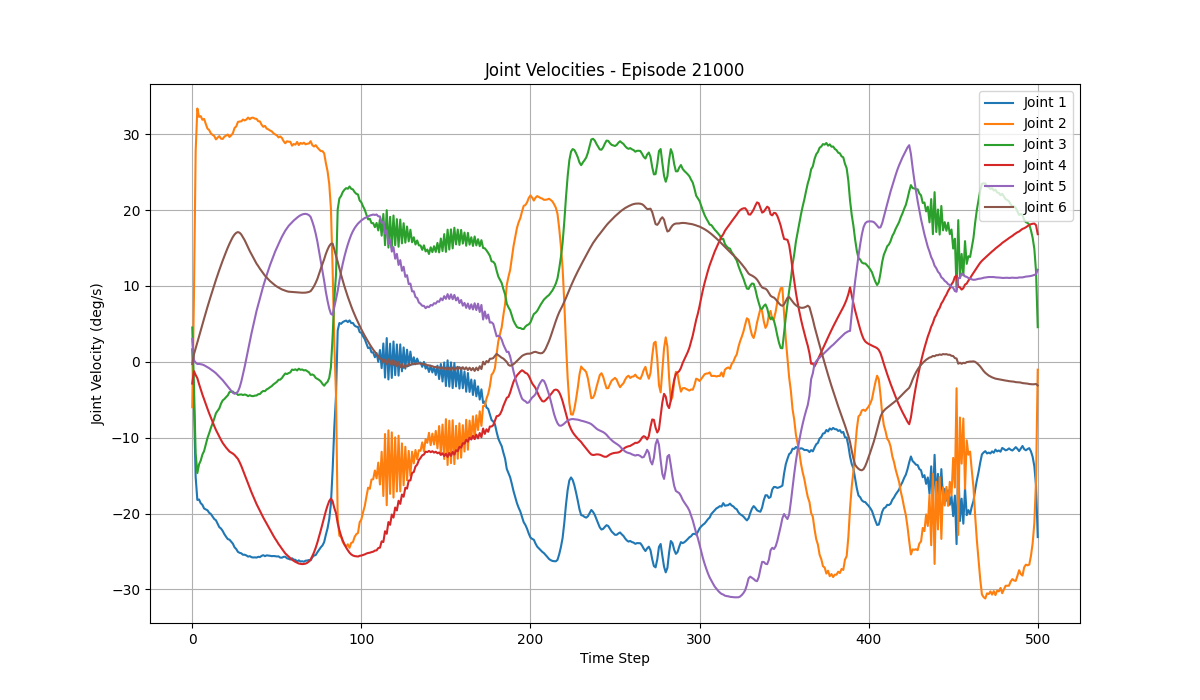 Joint Velocities - Episode 21000
Joint Velocity (deg/s)
30
20
10
0
−10
−20
−30
0
100
200
300
400
500
Time Step
Joint 1
Joint 2
Joint 3
Joint 4
Joint 5
Joint 6